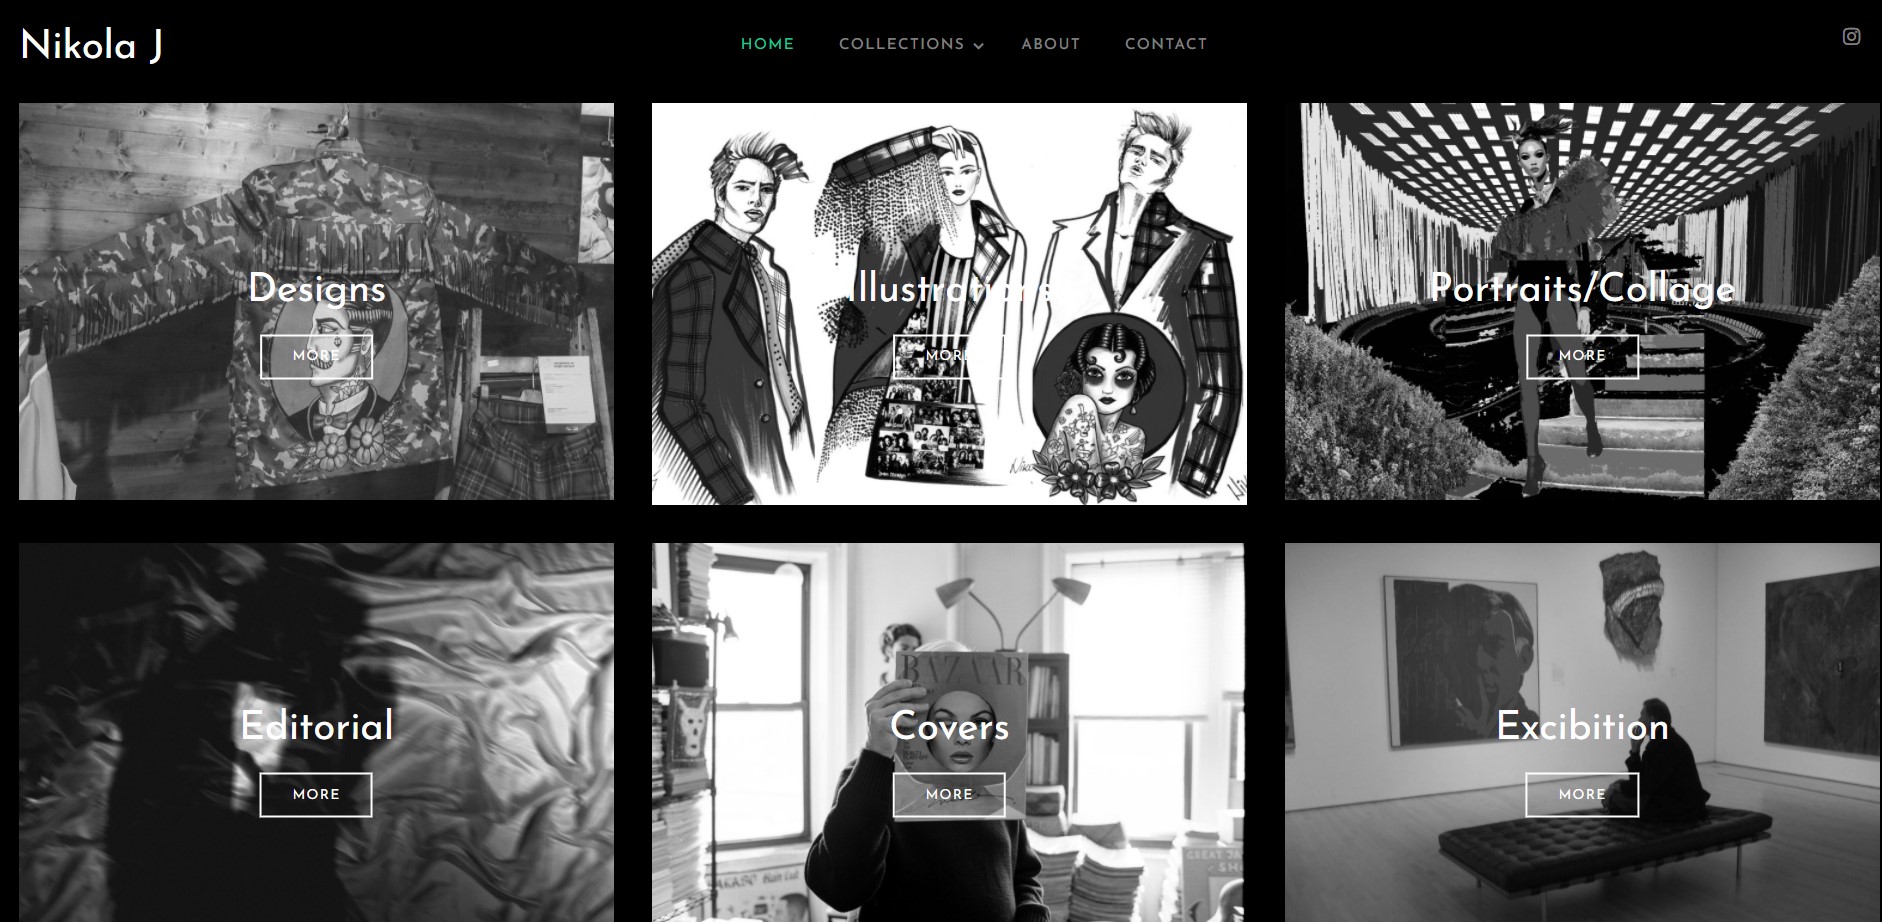 Nikola J
HOME COLLECTIONS ABOUT CONTACT
Designs
MORE
Illustrations
MORE
Portraits/Collage
MORE
Editorial
MORE
BAZAAR
Covers
MORE
Excibition
MORE